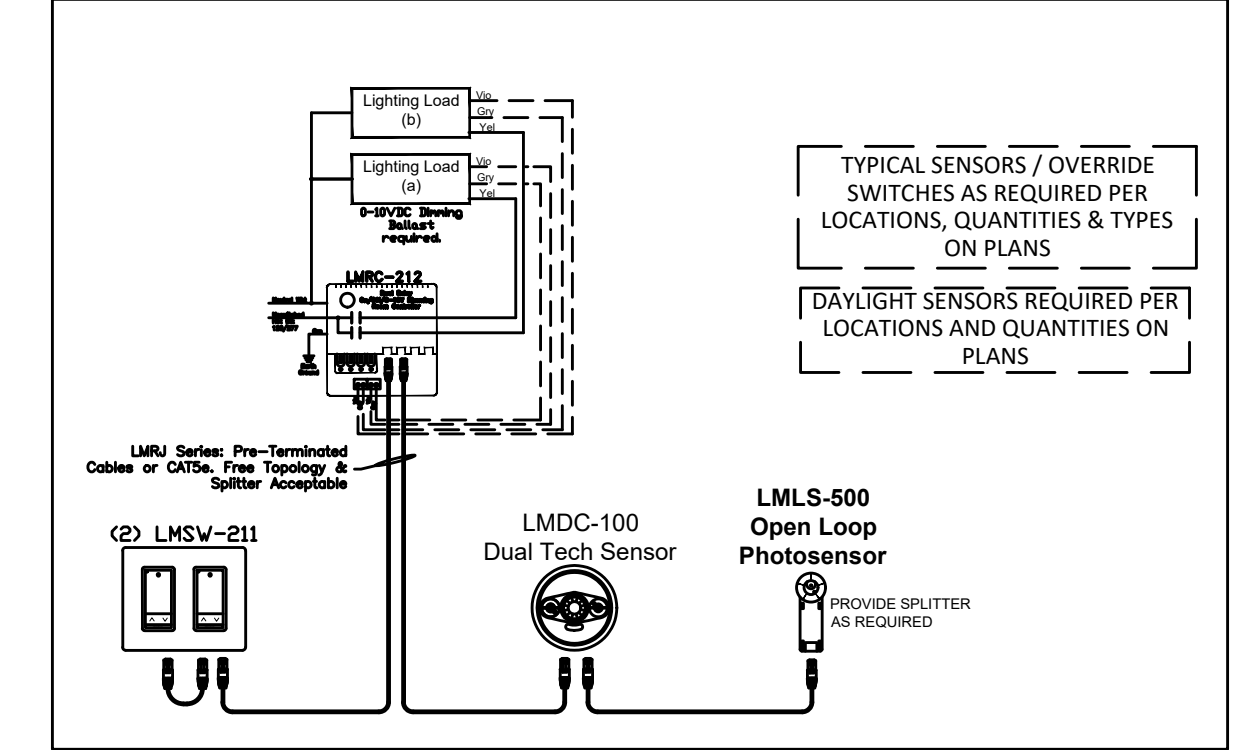 Lighting Load
(b)
Vio
Gry
Yel
Lighting Load
(a)
Vio
Gry
Yel
0-10VDC Dimming
Ballast
required.
LMRC-212
TYPICAL SENSORS / OVERRIDE
SWITCHES AS REQUIRED PER
LOCATIONS, QUANTITIES & TYPES
ON PLANS
DAYLIGHT SENSORS REQUIRED PER
LOCATIONS AND QUANTITIES ON
PLANS
LMRJ Series: Pre-Terminated
Cables or CAT5e. Free Topology &
Splitter Acceptable
(2) LMSW-211
LMDC-100
Dual Tech Sensor
LMLS-500
Open Loop
Photosensor
PROVIDE SPLITTER
AS REQUIRED